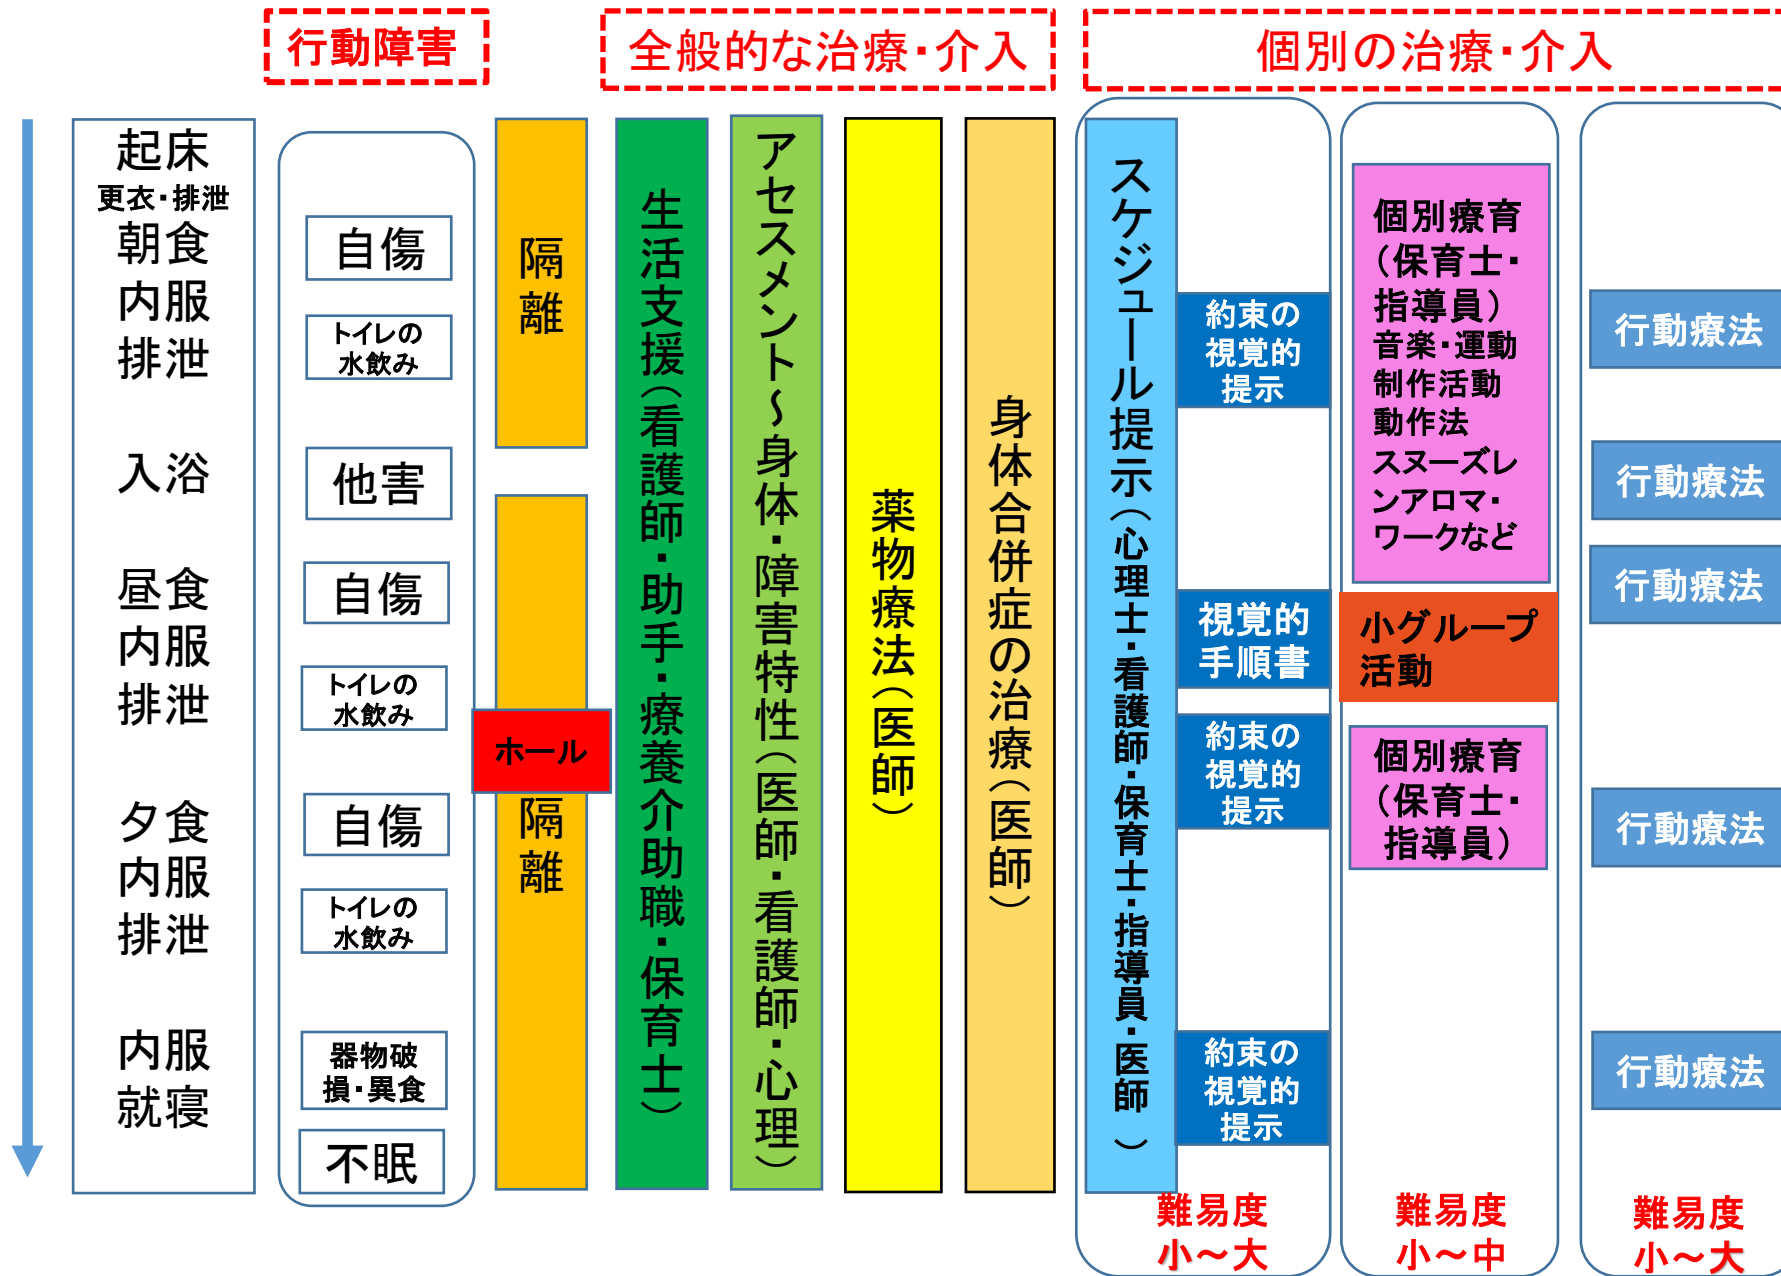 行動障害
全般的な治療・介入
個別の治療・介入
起床
更衣・排泄
朝食
内服
排泄
入浴
昼食
内服
排泄
夕食
内服
排泄
内服
就寝
自傷
トイレの
水飲み
他害
自傷
トイレの
水飲み
自傷
トイレの
水飲み
器物破
損・異食
不眠
隔離
ホール
隔離
生活支援（看護師・助手・療養介助職・保育士）
アセスメント～身体・障害特性（医師・看護師・心理）
薬物療法（医師）
身体合併症の治療（医師）
スケジュール提示（心理士・看護師・保育士・指導員・医師）
約束の
視覚的
提示
視覚的
手順書
約束の
視覚的
提示
約束の
視覚的
提示
難易度
小～大
個別療育
（保育士・
指導員）
音楽・運動
制作活動
動作法
スヌーズレ
ンアロマ・
ワークなど
小グループ
活動
個別療育
（保育士・
指導員）
難易度
小～中
行動療法
行動療法
行動療法
行動療法
行動療法
難易度
小～大